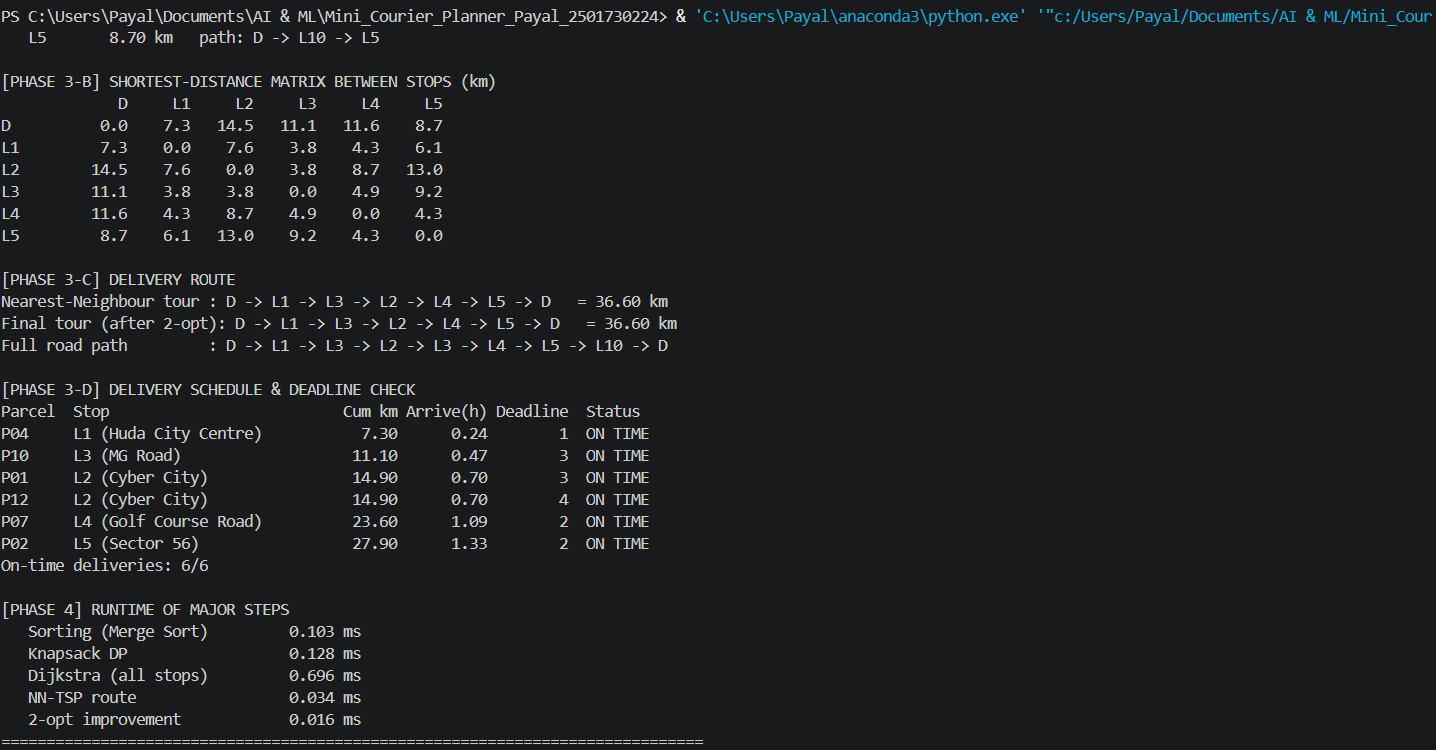 PS C:\Users\Payal\Documents\AI & ML\Mini_Courier_Planner_Payal_2501730224> & 'C:\Users\Payal\anaconda3\python.exe' '"c:/Users/Payal/Documents/AI & ML/Mini_Cour
L5 8.70 km path: D -> L10 -> L5
[PHASE 3-B] SHORTEST-DISTANCE MATRIX BETWEEN STOPS (km)
D L1 L2 L3 L4 L5
D 0.0 7.3 14.5 11.1 11.6 8.7
L1 7.3 0.0 7.6 3.8 4.3 6.1
L2 14.5 7.6 0.0 3.8 8.7 13.0
L3 11.1 3.8 3.8 0.0 4.9 9.2
L4 11.6 4.3 8.7 4.9 0.0 4.3
L5 8.7 6.1 13.0 9.2 4.3 0.0
[PHASE 3-C] DELIVERY ROUTE
Nearest-Neighbour tour : D -> L1 -> L3 -> L2 -> L4 -> L5 -> D = 36.60 km
Final tour (after 2-opt): D -> L1 -> L3 -> L2 -> L4 -> L5 -> D = 36.60 km
Full road path : D -> L1 -> L3 -> L2 -> L3 -> L4 -> L5 -> L10 -> D
[PHASE 3-D] DELIVERY SCHEDULE & DEADLINE CHECK
Parcel Stop Cum km Arrive(h) Deadline Status
P04 L1 (Huda City Centre) 7.30 0.24 1 ON TIME
P10 L3 (MG Road) 11.10 0.47 3 ON TIME
P01 L2 (Cyber City) 14.90 0.70 3 ON TIME
P12 L2 (Cyber City) 14.90 0.70 4 ON TIME
P07 L4 (Golf Course Road) 23.60 1.09 2 ON TIME
P02 L5 (Sector 56) 27.90 1.33 2 ON TIME
On-time deliveries: 6/6
[PHASE 4] RUNTIME OF MAJOR STEPS
Sorting (Merge Sort) 0.103 ms
Knapsack DP 0.128 ms
Dijkstra (all stops) 0.696 ms
NN-TSP route 0.034 ms
2-opt improvement 0.016 ms
==============================================================================